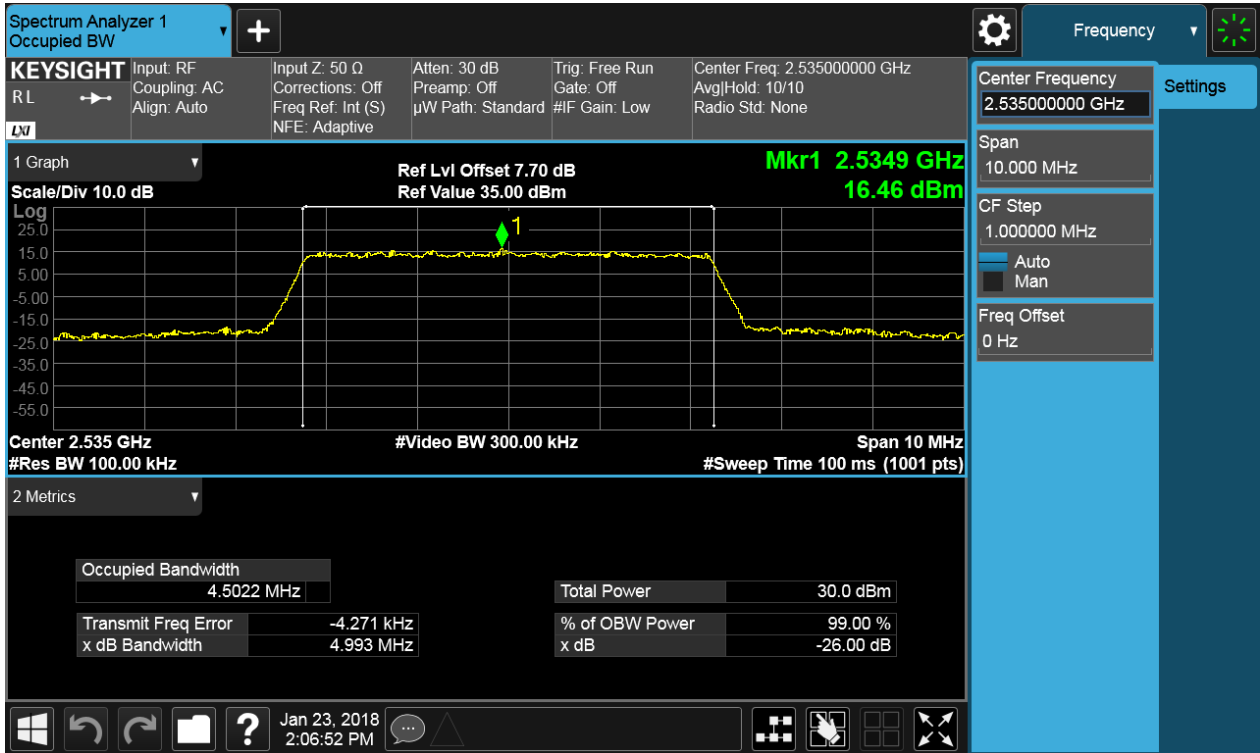 Spectrum Analyzer 1
Occupied BW
+
Frequency
KEYSIGHT
RL
LXI
Input: RF
Coupling: AC
Align: Auto
Input Z: 50 Ω
Corrections: Off
Freq Ref: Int (S)
NFE: Adaptive
Atten: 30 dB
Preamp: Off
µW Path: Standard
Trig: Free Run
Gate: Off
#IF Gain: Low
Center Freq: 2.535000000 GHz
Avg|Hold: 10/10
Radio Std: None
Center Frequency
2.535000000 GHz
Settings
Span
10.000 MHz
CF Step
1.000000 MHz
Auto
Man
Freq Offset
0 Hz
1 Graph
Scale/Div 10.0 dB
Ref Lvl Offset 7.70 dB
Ref Value 35.00 dBm
Mkr1 2.5349 GHz
16.46 dBm
Log
25.0
15.0
5.00
-5.00
-15.0
-25.0
-35.0
-45.0
-55.0
1
Center 2.535 GHz
#Video BW 300.00 kHz
Span 10 MHz
#Res BW 100.00 kHz
#Sweep Time 100 ms (1001 pts)
2 Metrics
Occupied Bandwidth
4.5022 MHz
Total Power 30.0 dBm
Transmit Freq Error -4.271 kHz
% of OBW Power 99.00 %
x dB Bandwidth 4.993 MHz
x dB -26.00 dB
?
Jan 23, 2018
2:06:52 PM